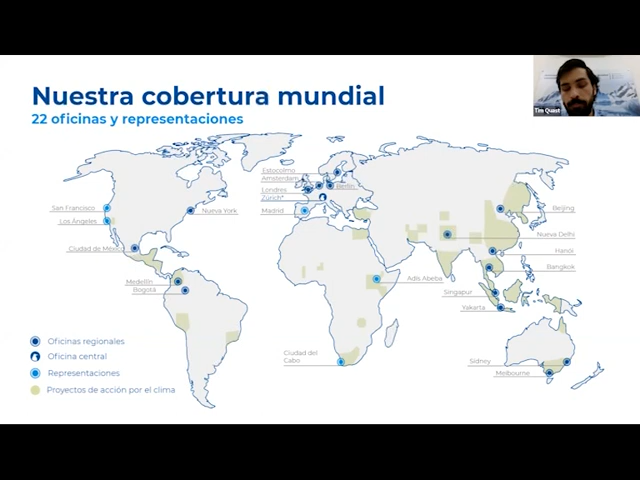 Nuestra cobertura mundial
22 oficinas y representaciones
Tim Quast
San Francisco
Los Ángeles
Nueva York
Ciudad de México
Medellín
Bogotá
Estocolmo
Amsterdam
Berlín
Londres
Zúrich*
Madrid
Adís Abeba
Ciudad del
Cabo
Beijing
Nueva Delhi
Hanói
Bangkok
Singapur
Yakarta
Sídney
Melbourne
Oficinas regionales
Oficina central
Representaciones
Proyectos de acción por el clima